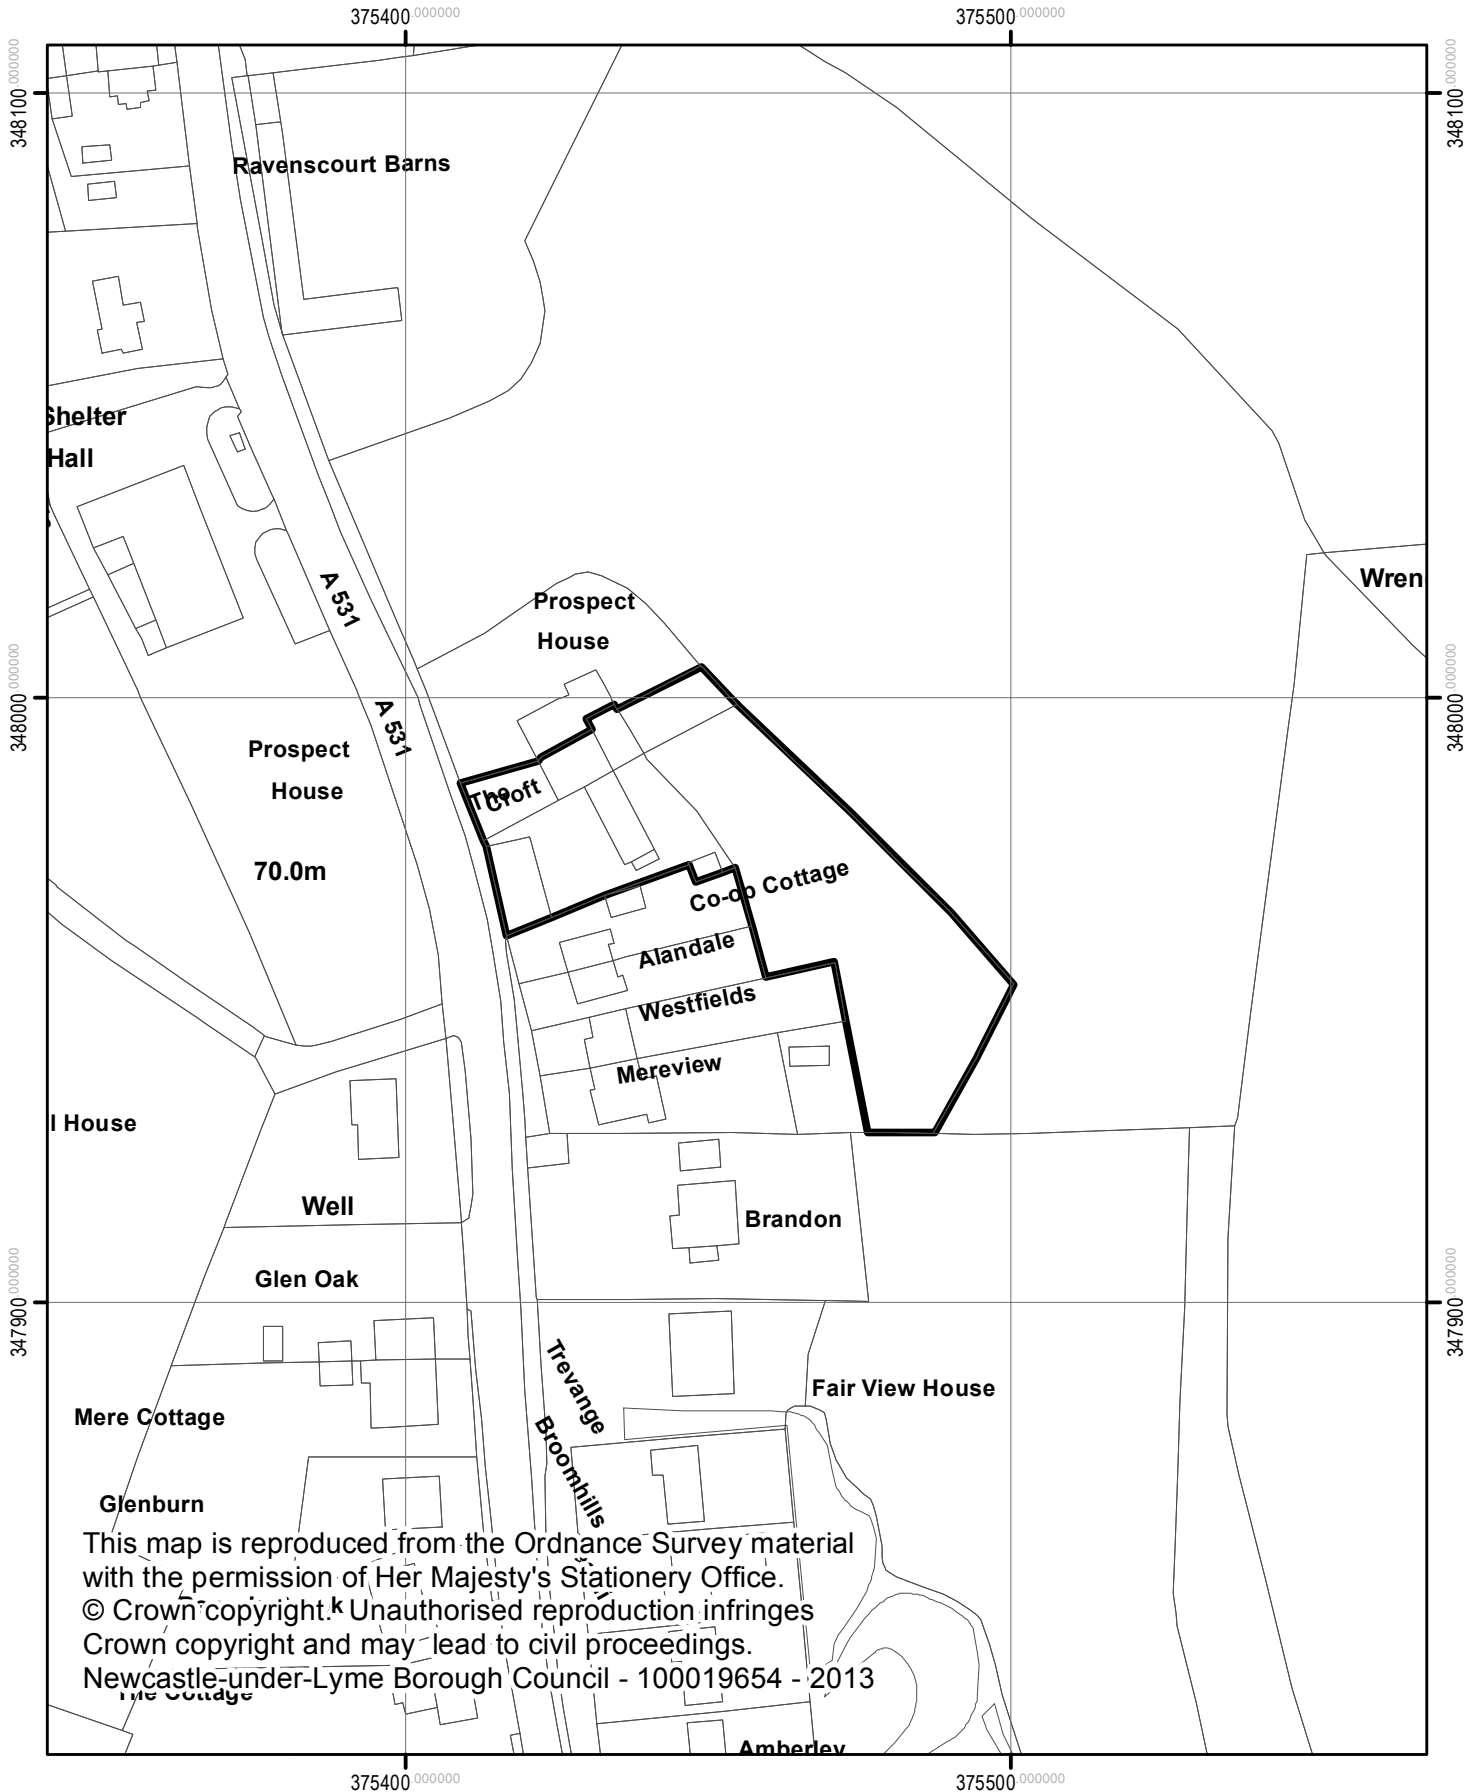 375400.000000
375500.000000
348100.000000
348100.000000
Ravenscourt Barns
Shelter
Hall
A 531
Prospect
House
Wren
348000.000000
348000.000000
A 531
Prospect
House
The
Croft
70.0m
Co-op Cottage
Alandale
Westfields
Mereview
l House
Well
Brandon
Glen Oak
347900.000000
347900.000000
Trevange
Fair View House
Mere Cottage
Broomhills
Glenburn
This map is reproduced from the Ordnance Survey material
with the permission of Her Majesty's Stationery Office.
© Crown copyright. Unauthorised reproduction infringes
Crown copyright and may lead to civil proceedings.
Newcastle-under-Lyme Borough Council - 100019654 - 2013
The Cottage
Amberley
375400.000000
375500.000000